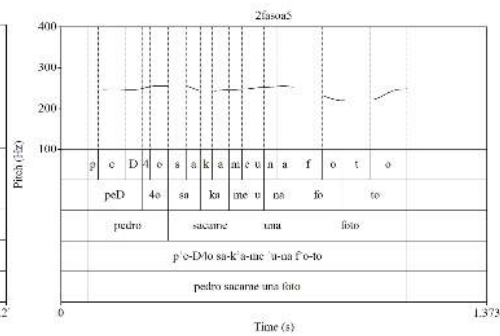 2fasoa5
400
300
200
100
Pitch (Hz)
p e D 4 o s a k a m e u n a f o t o
peD 4o sa ka me u na fo to
pedro sacame una foto
p'e-D/4o sa-k'a-me 'u-na f'o-to
pedro sacame una foto
0 1.373
Time (s)